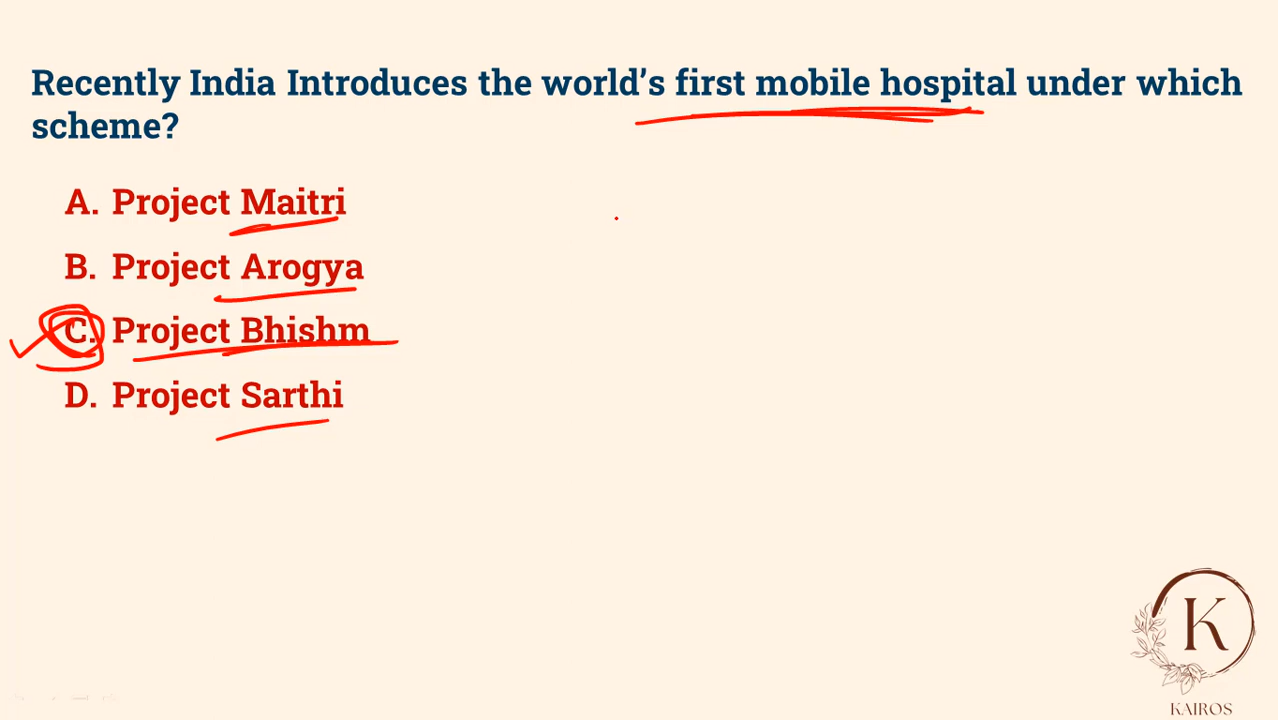 Recently India Introduces the world's first mobile hospital under which
scheme?
A. Project Maitri
B. Project Arogya
C. Project Bhishm
D. Project Sarthi
K
KAIROS